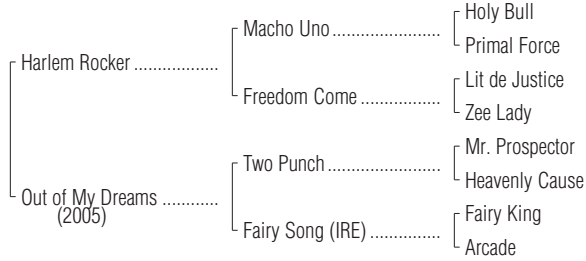 Holy Bull
Macho Uno....................
Primal Force
Harlem Rocker ................
Lit de Justice
Freedom Come ...............
Zee Lady
Mr. Prospector
Two Punch.....................
Heavenly Cause
Out of My Dreams ...........
(2005)
Fairy King
Fairy Song (IRE) .............
Arcade